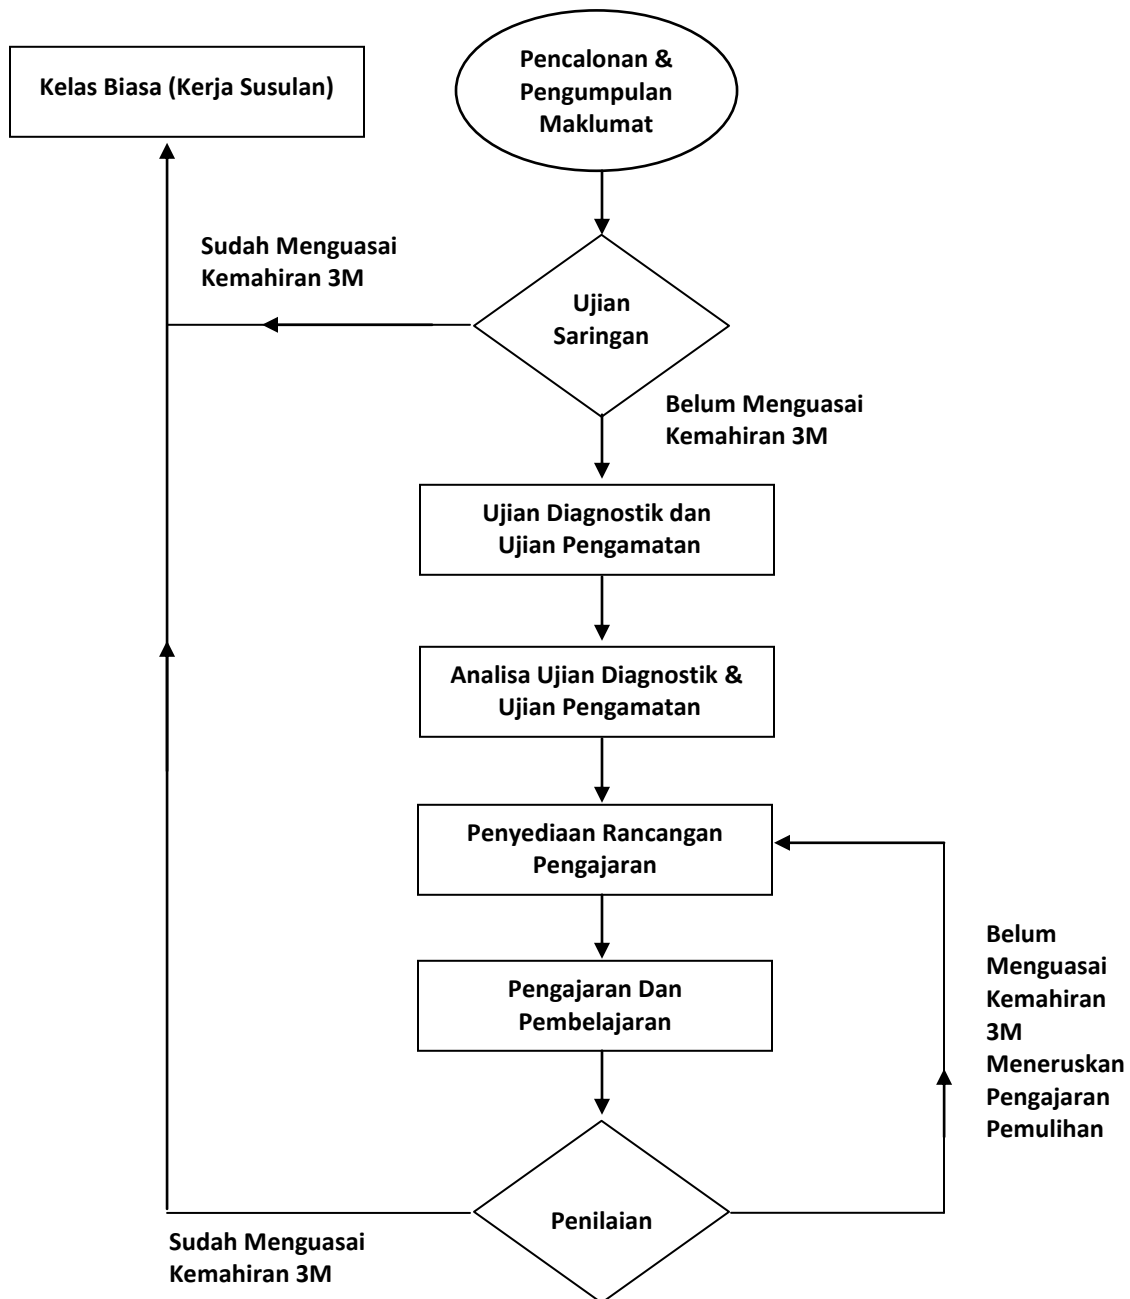 Kelas Biasa (Kerja Susulan)
Pencalonan &
Pengumpulan
Maklumat
Sudah Menguasai
Kemahiran 3M
Ujian
Saringan
Belum Menguasai
Kemahiran 3M
Ujian Diagnostik dan
Ujian Pengamatan
Analisa Ujian Diagnostik &
Ujian Pengamatan
Penyediaan Rancangan
Pengajaran
Belum
Menguasai
Kemahiran
3M
Meneruskan
Pengajaran
Pemulihan
Pengajaran Dan
Pembelajaran
Penilaian
Sudah Menguasai
Kemahiran 3M